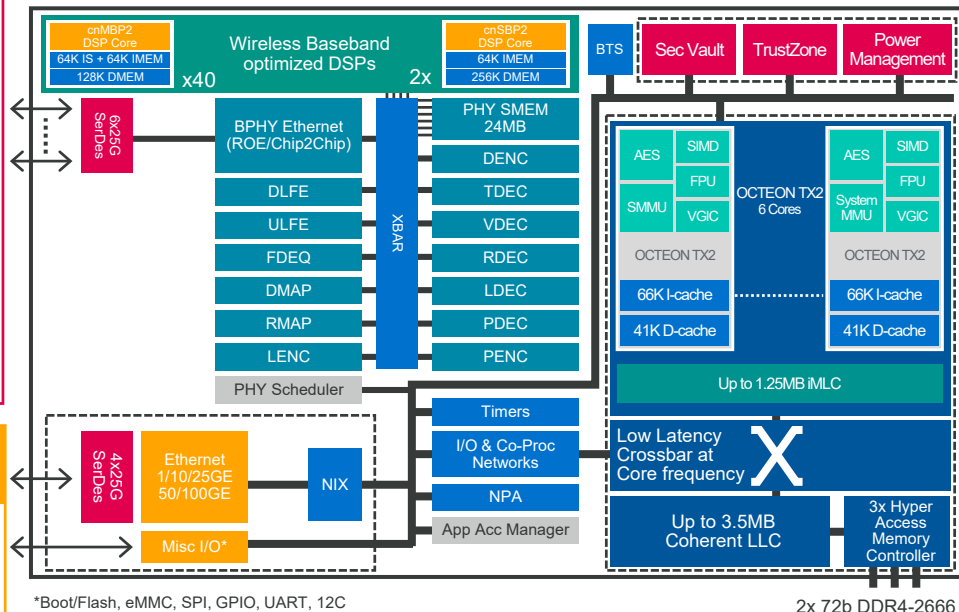 cnMBP2
DSP Core
64K IS + 64K IMEM
128K DMEM
x40
Wireless Baseband
optimized DSPs
2x
cnSBP2
DSP Core
64K IMEM
256K DMEM
BTS
Sec Vault
TrustZone
Power
Management
6x25G
SerDes
BPHY Ethernet
(ROE/Chip2Chip)
DLFE
ULFE
FDEQ
DMAP
RMAP
LENC
PHY Scheduler
XBAR
PHY SMEM
24MB
DENC
TDEC
VDEC
RDEC
LDEC
PDEC
PENC
AES
SIMD
FPU
SMMU
VGIC
OCTEON TX2
66K I-cache
41K D-cache
OCTEON TX2
6 Cores
AES
SIMD
FPU
System
MMU
VGIC
OCTEON TX2
66K I-cache
41K D-cache
Up to 1.25MB iMLC
4x25G
SerDes
Ethernet
1/10/25GE
50/100GE
NIX
Misc I/O*
Timers
I/O & Co-Proc
Networks
NPA
App Acc Manager
Low Latency
Crossbar at
Core frequency
X
Up to 3.5MB
Coherent LLC
3x Hyper
Access
Memory
Controller
*Boot/Flash, eMMC, SPI, GPIO, UART, 12C
2x 72b DDR4-2666